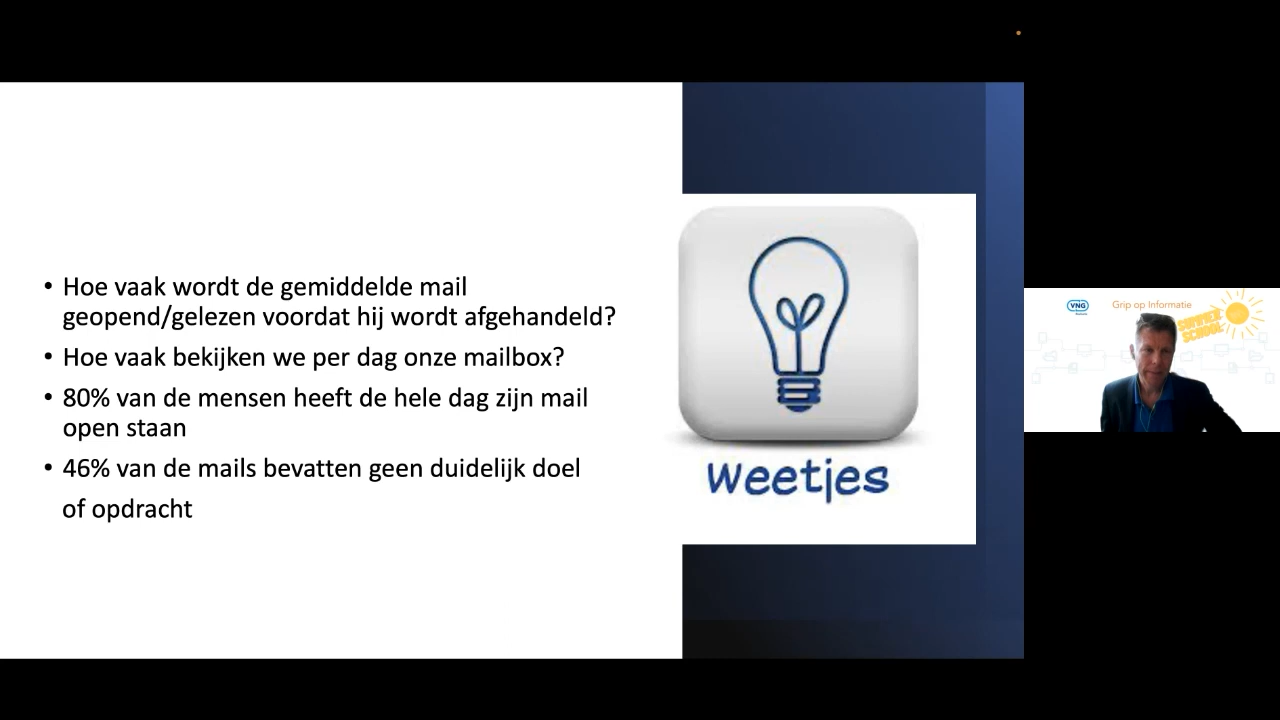 • Hoe vaak wordt de gemiddelde mail
geopend/gelezen voordat hij wordt afgehandeld?
• Hoe vaak bekijken we per dag onze mailbox?
• 80% van de mensen heeft de hele dag zijn mail
open staan
• 46% van de mails bevatten geen duidelijk doel
of opdracht
weetjes
VNG
Grip op Informatie
SUMMER
SCHOOL